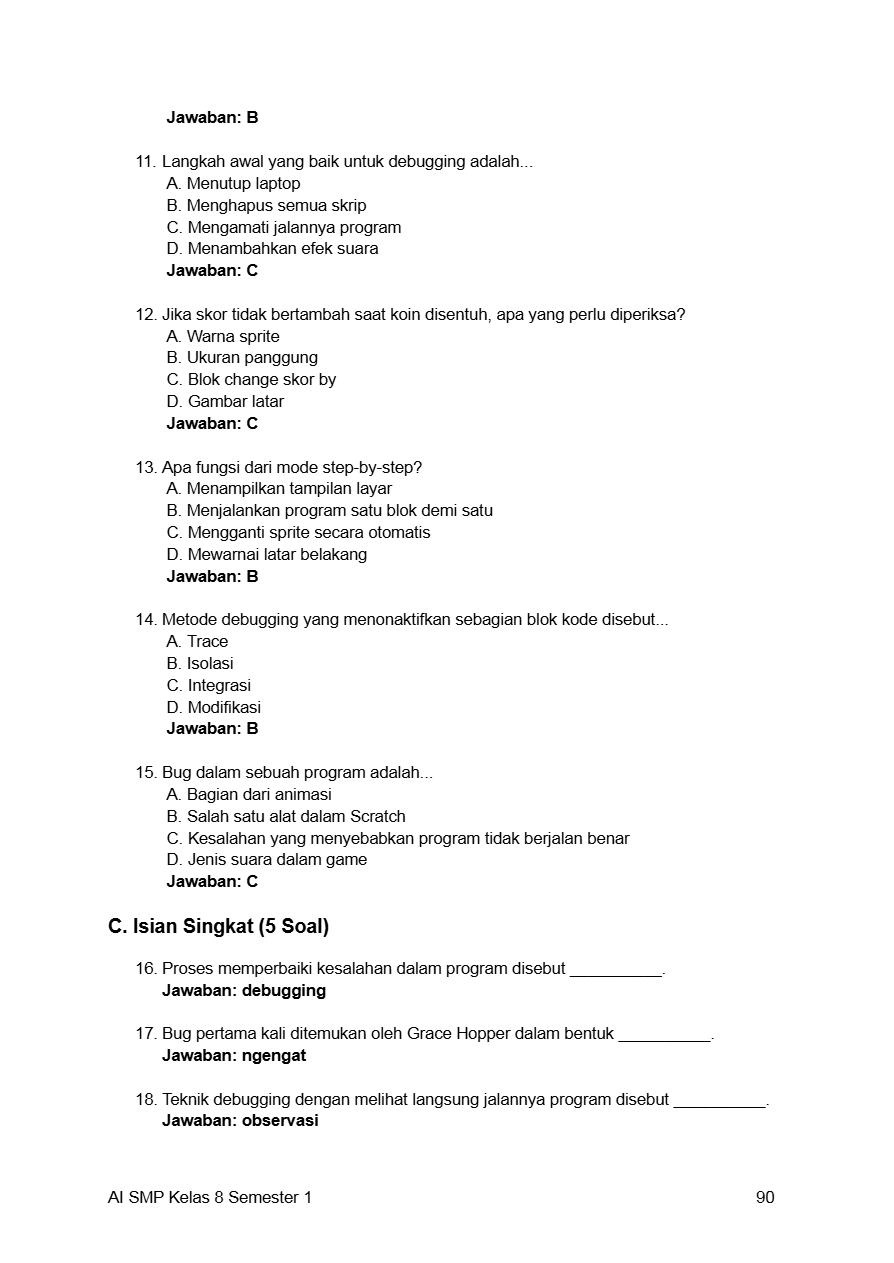 Jawaban: B
11. Langkah awal yang baik untuk debugging adalah...
A. Menutup laptop
B. Menghapus semua skrip
C. Mengamati jalannya program
D. Menambahkan efek suara
Jawaban: C
12. Jika skor tidak bertambah saat koin disentuh, apa yang perlu diperiksa?
A. Warna sprite
B. Ukuran panggung
C. Blok change skor by
D. Gambar latar
Jawaban: C
13. Apa fungsi dari mode step-by-step?
A. Menampilkan tampilan layar
B. Menjalankan program satu blok demi satu
C. Mengganti sprite secara otomatis
D. Mewarnai latar belakang
Jawaban: B
14. Metode debugging yang menonaktifkan sebagian blok kode disebut...
A. Trace
B. Isolasi
C. Integrasi
D. Modifikasi
Jawaban: B
15. Bug dalam sebuah program adalah...
A. Bagian dari animasi
B. Salah satu alat dalam Scratch
C. Kesalahan yang menyebabkan program tidak berjalan benar
D. Jenis suara dalam game
Jawaban: C
C. Isian Singkat (5 Soal)
16. Proses memperbaiki kesalahan dalam program disebut __________.
Jawaban: debugging
17. Bug pertama kali ditemukan oleh Grace Hopper dalam bentuk __________.
Jawaban: ngengat
18. Teknik debugging dengan melihat langsung jalannya program disebut __________.
Jawaban: observasi
AI SMP Kelas 8 Semester 1 90